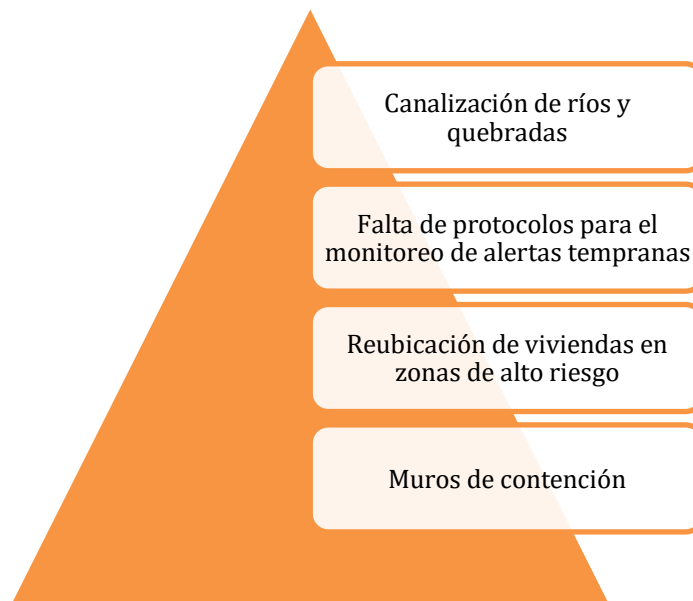 Canalización de ríos y
quebradas
Falta de protocolos para el
monitoreo de alertas tempranas
Reubicación de viviendas en
zonas de alto riesgo
Muros de contención